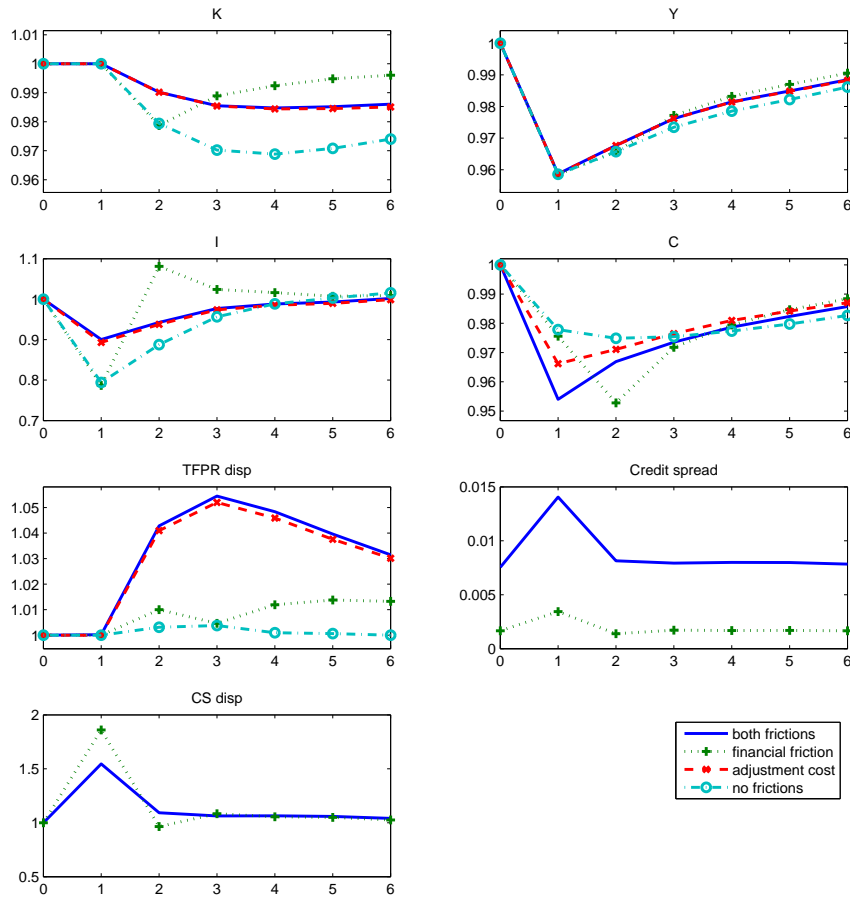 K
1.01
1
0.99
0.98
0.97
0.96
0 1 2 3 4 5 6
Y
1
0.99
0.98
0.97
0.96
0 1 2 3 4 5 6
I
1.1
1
0.9
0.8
0.7
0 1 2 3 4 5 6
C
1
0.99
0.98
0.97
0.96
0.95
0 1 2 3 4 5 6
TFPR disp
1.05
1.04
1.03
1.02
1.01
1
0 1 2 3 4 5 6
Credit spread
0.015
0.01
0.005
0
0 1 2 3 4 5 6
CS disp
2
1.5
1
0.5
0 1 2 3 4 5 6
both frictions
financial friction
adjustment cost
no frictions